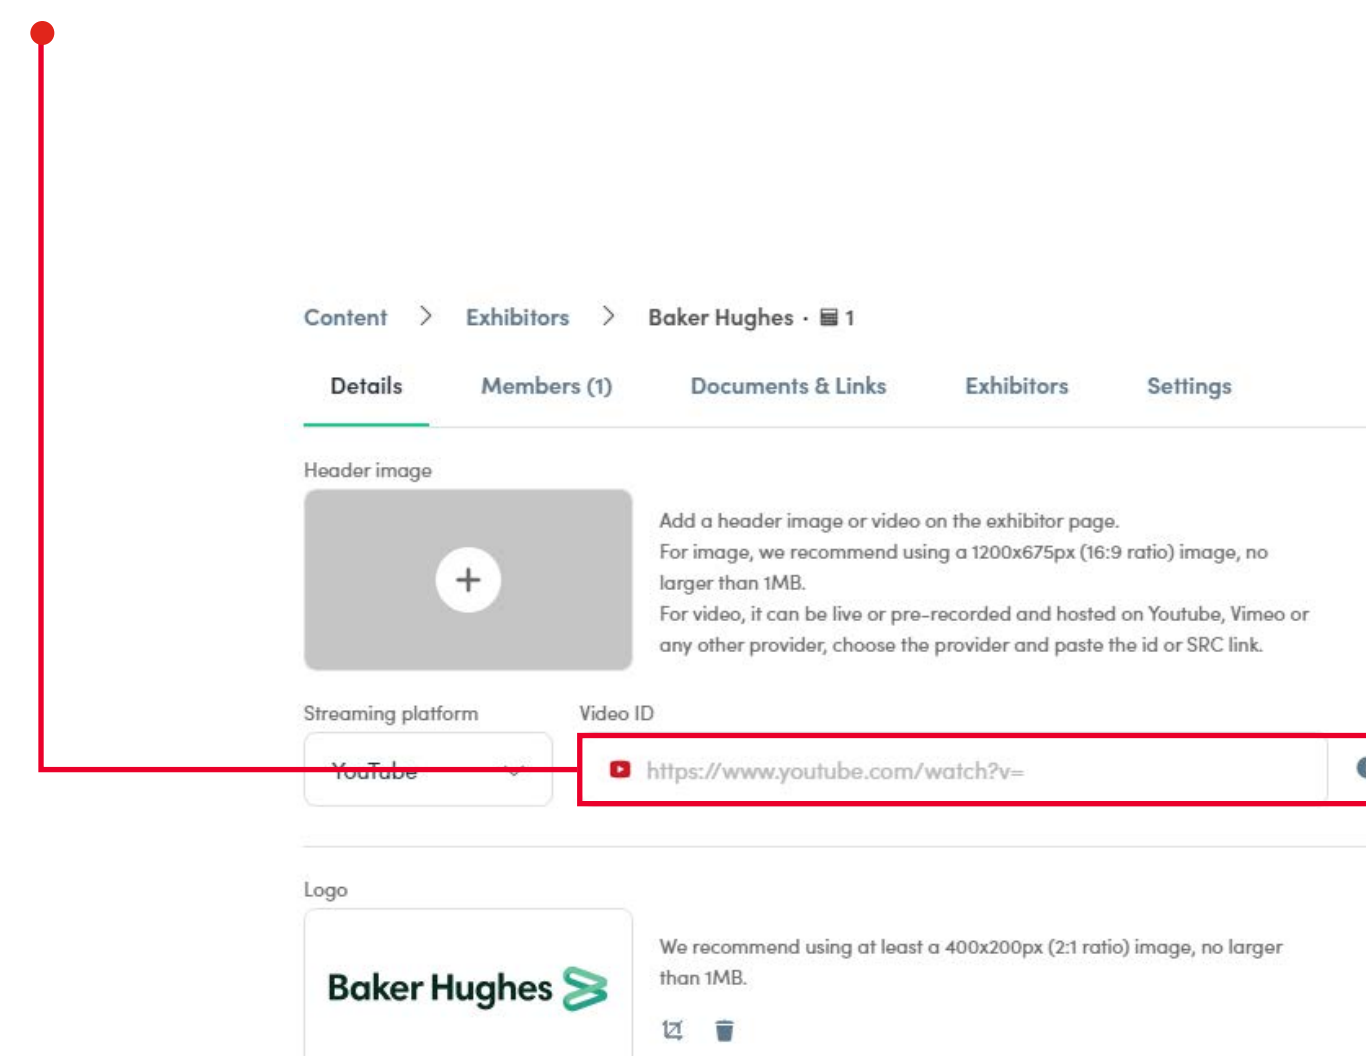 Content > Exhibitors > Baker Hughes · 1
Details Members (1) Documents & Links Exhibitors Settings
Header image
Add a header image or video on the exhibitor page.
For image, we recommend using a 1200x675px (16:9 ratio) image, no
larger than 1MB.
For video, it can be live or pre-recorded and hosted on Youtube, Vimeo or
any other provider, choose the provider and paste the id or SRC link.
Streaming platform Video ID
YouTube https://www.youtube.com/watch?v=
Logo
Baker Hughes
We recommend using at least a 400x200px (2:1 ratio) image, no larger
than 1MB.